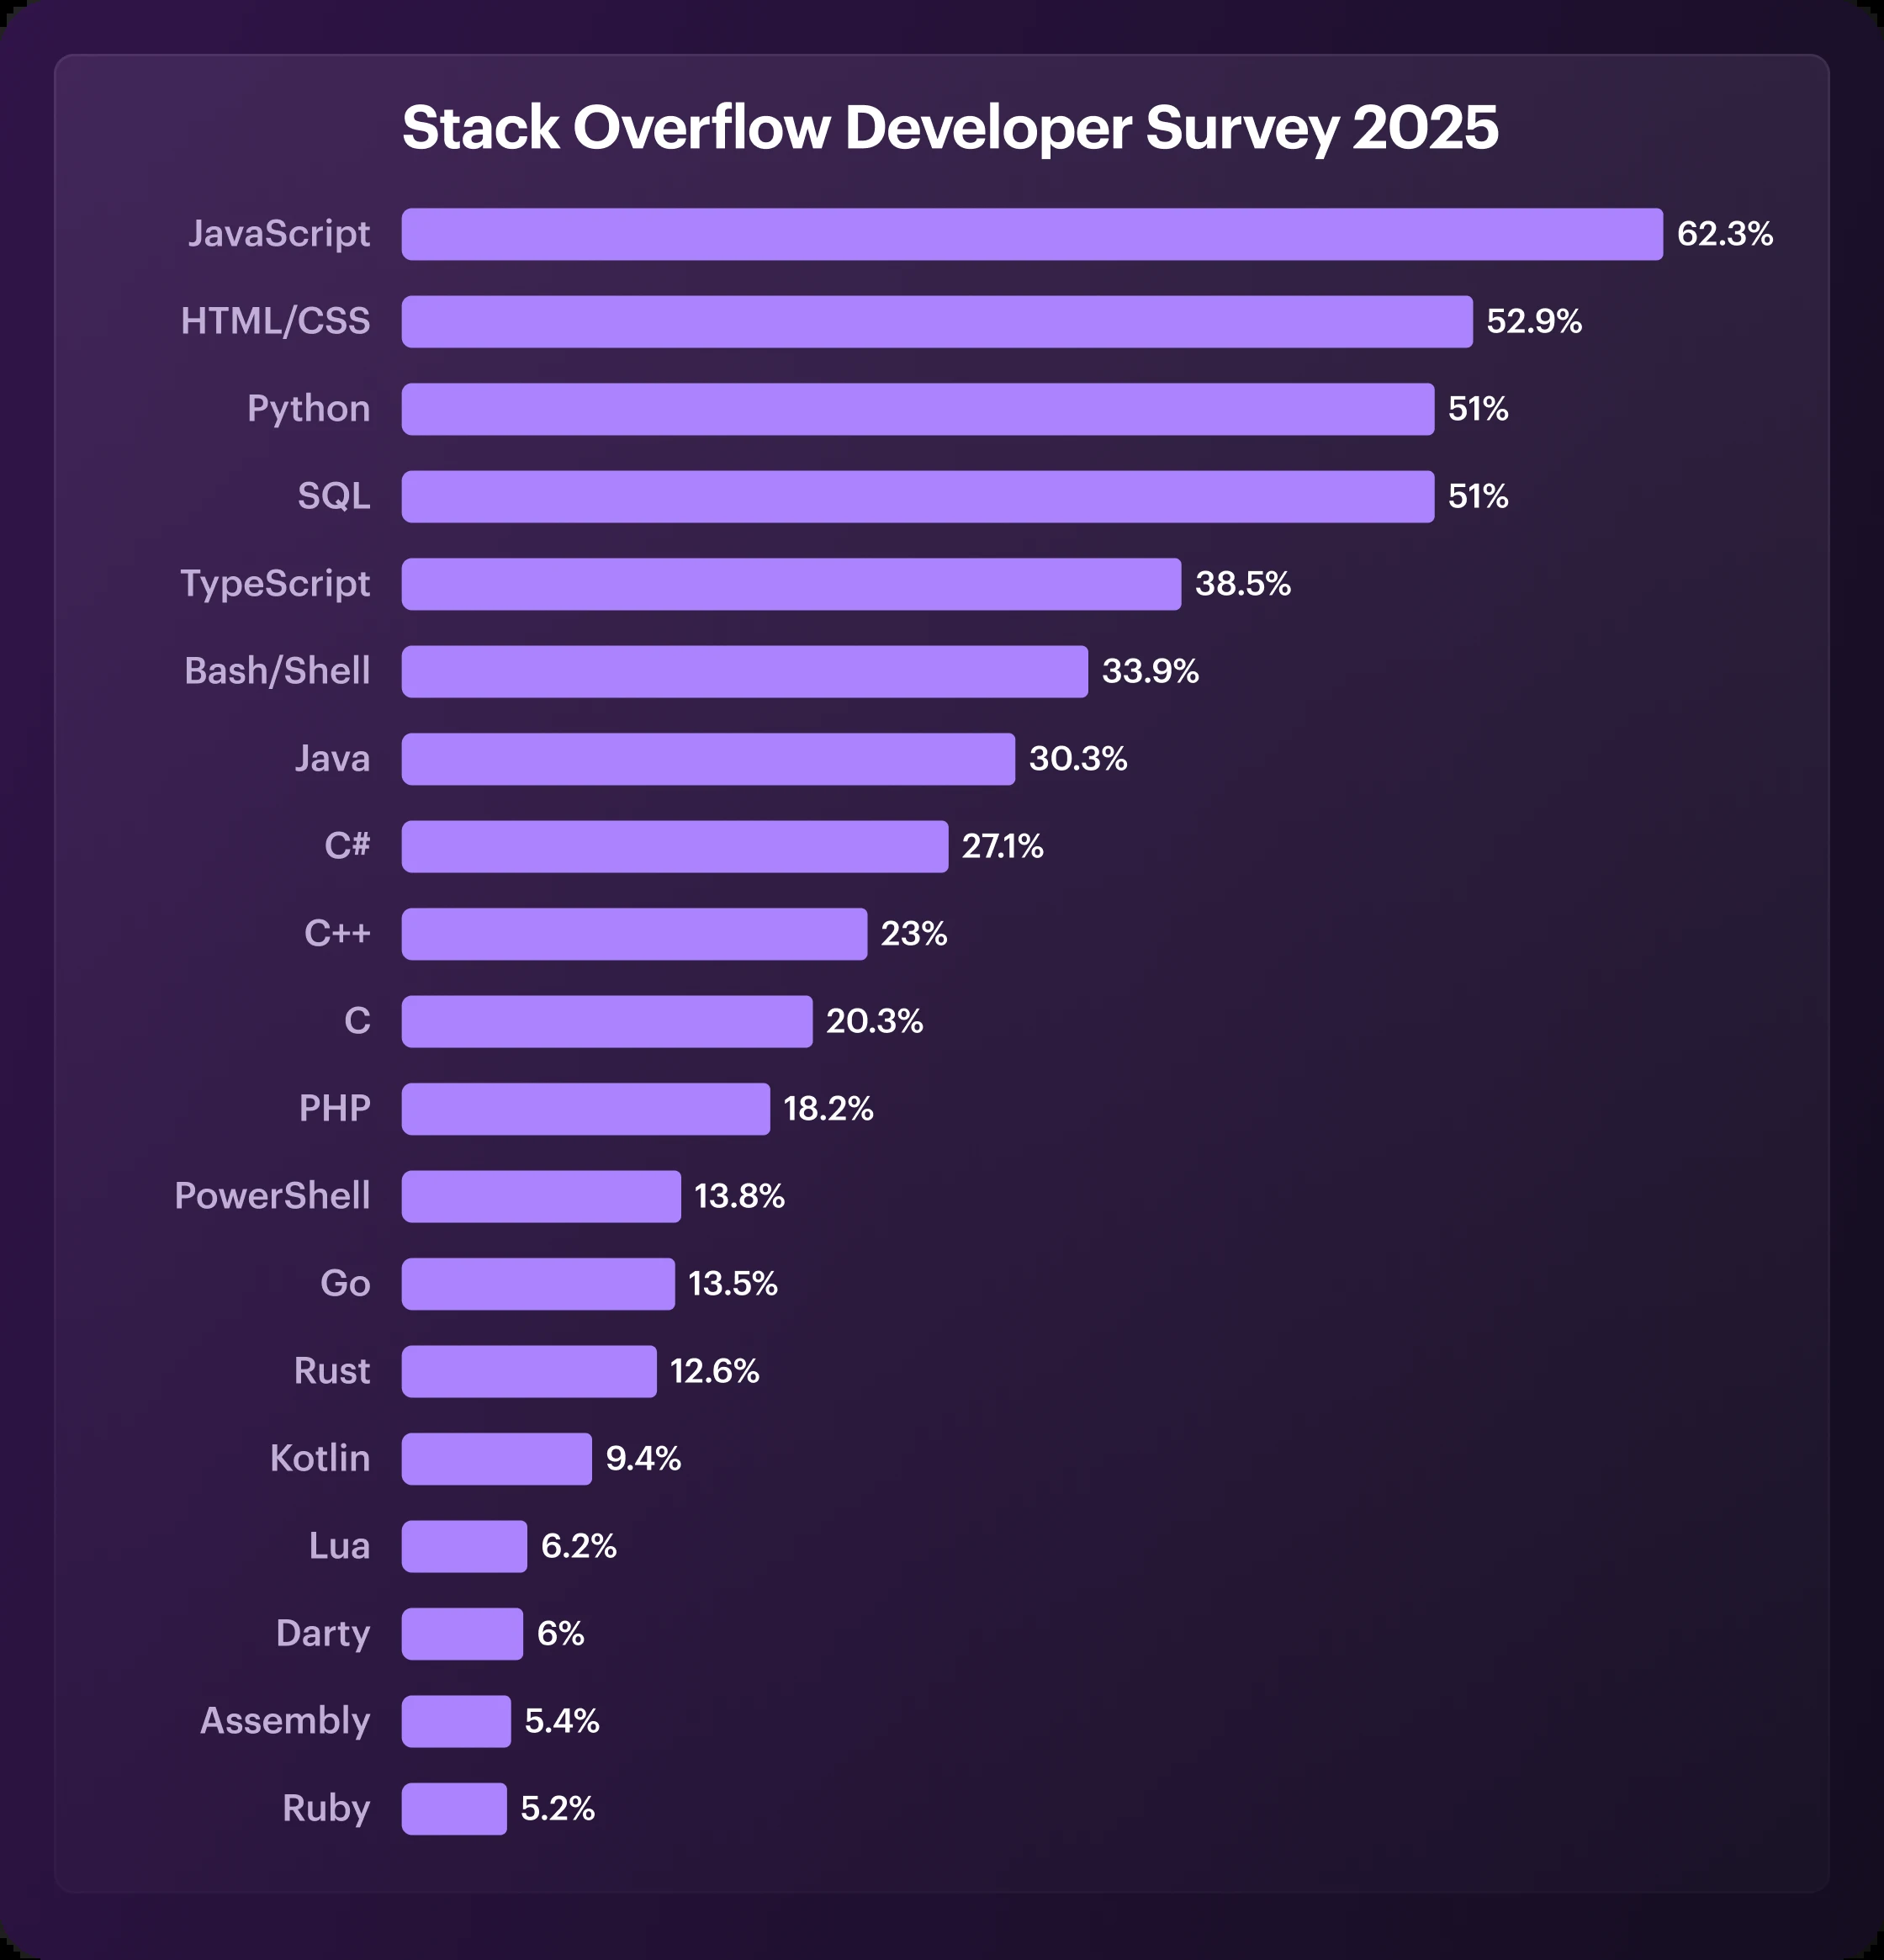 Stack Overflow Developer Survey 2025
JavaScript 62.3%
HTML/CSS 52.9%
Python 51%
SQL 51%
TypeScript 38.5%
Bash/Shell 33.9%
Java 30.3%
C# 27.1%
C++ 23%
C 20.3%
PHP 18.2%
PowerShell 13.8%
Go 13.5%
Rust 12.6%
Kotlin 9.4%
Lua 6.2%
Darty 6%
Assembly 5.4%
Ruby 5.2%